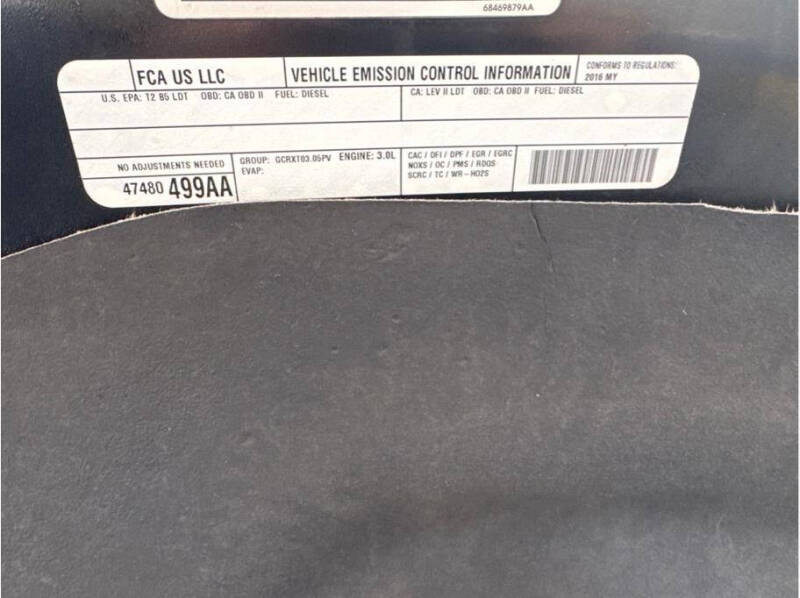 68469879AA
FCA US LLC
VEHICLE EMISSION CONTROL INFORMATION
CONFORMS TO REGULATIONS:
2016 MY
U.S. EPA: T2 B5 LDT OBD: CA OBD II FUEL: DIESEL
CA: LEV II LDT OBD: CA OBD II FUEL: DIESEL
NO ADJUSTMENTS NEEDED
47480 499AA
GROUP: GCRXT03.05PV ENGINE: 3.0L
EVAP:
CAC / DFI / DPF / EGR / EGRC
NOXS / OC / PMS / RDQS
SCRC / TC / WR-HO2S